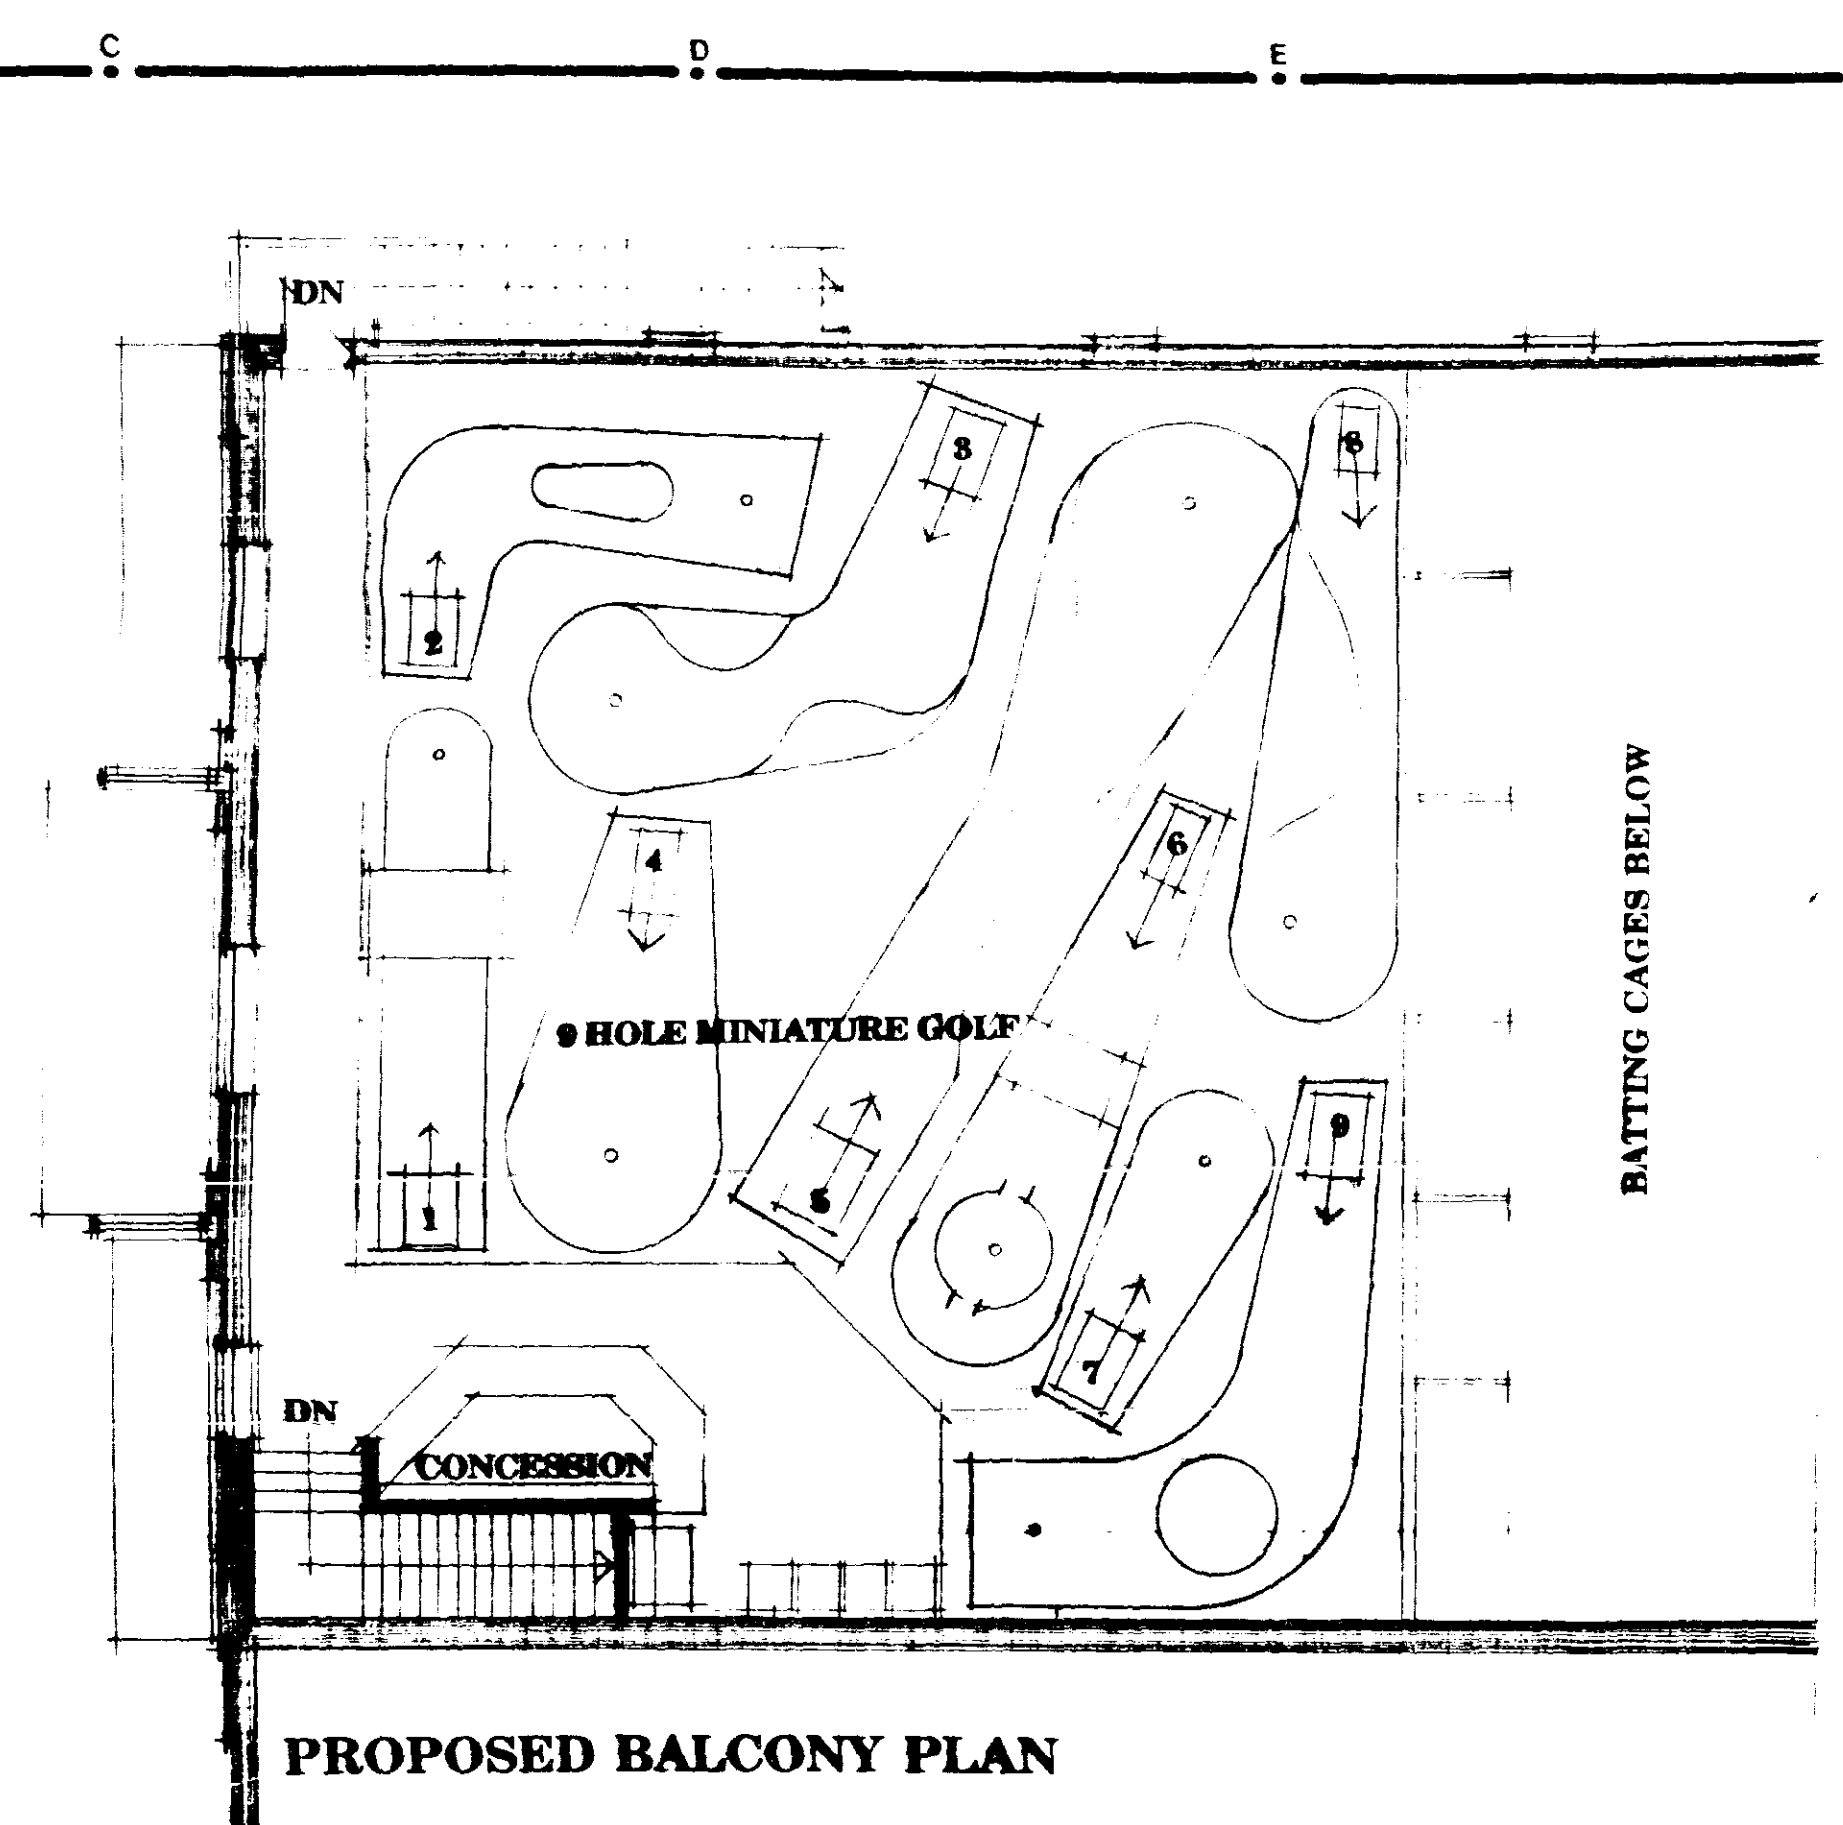 C
D
E
DN
3
8
2
4
6
9 HOLE MINIATURE GOLF
9
5
1
7
DN
CONCESSION
BATTING CAGES BELOW
PROPOSED BALCONY PLAN